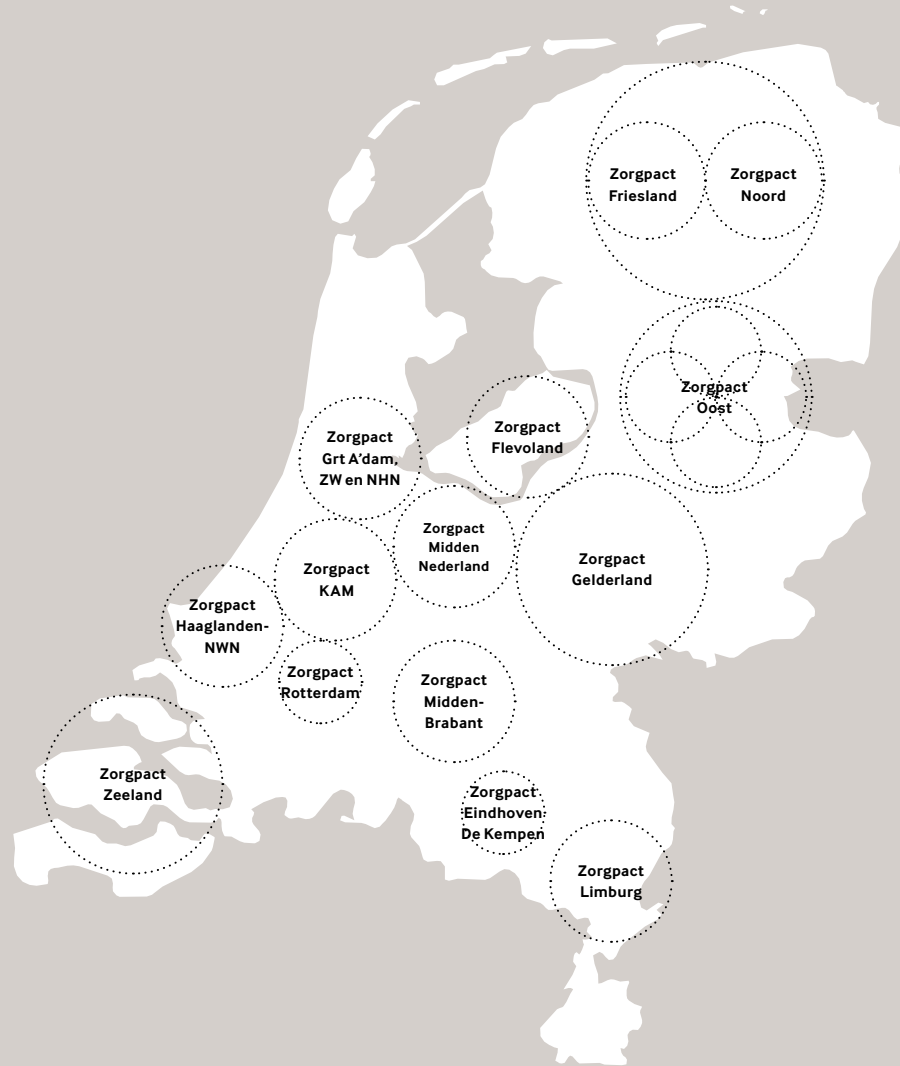 Zorgpact
Friesland
Zorgpact
Noord
Zorgpact
Oost
Zorgpact
Flevoland
Zorgpact
Grt A'dam,
ZW en NHN
Zorgpact
Midden
Nederland
Zorgpact
Gelderland
Zorgpact
KAM
Zorgpact
Haaglanden-
NWN
Zorgpact
Rotterdam
Zorgpact
Midden-
Brabant
Zorgpact
Zeeland
Zorgpact
Eindhoven
De Kempen
Zorgpact
Limburg